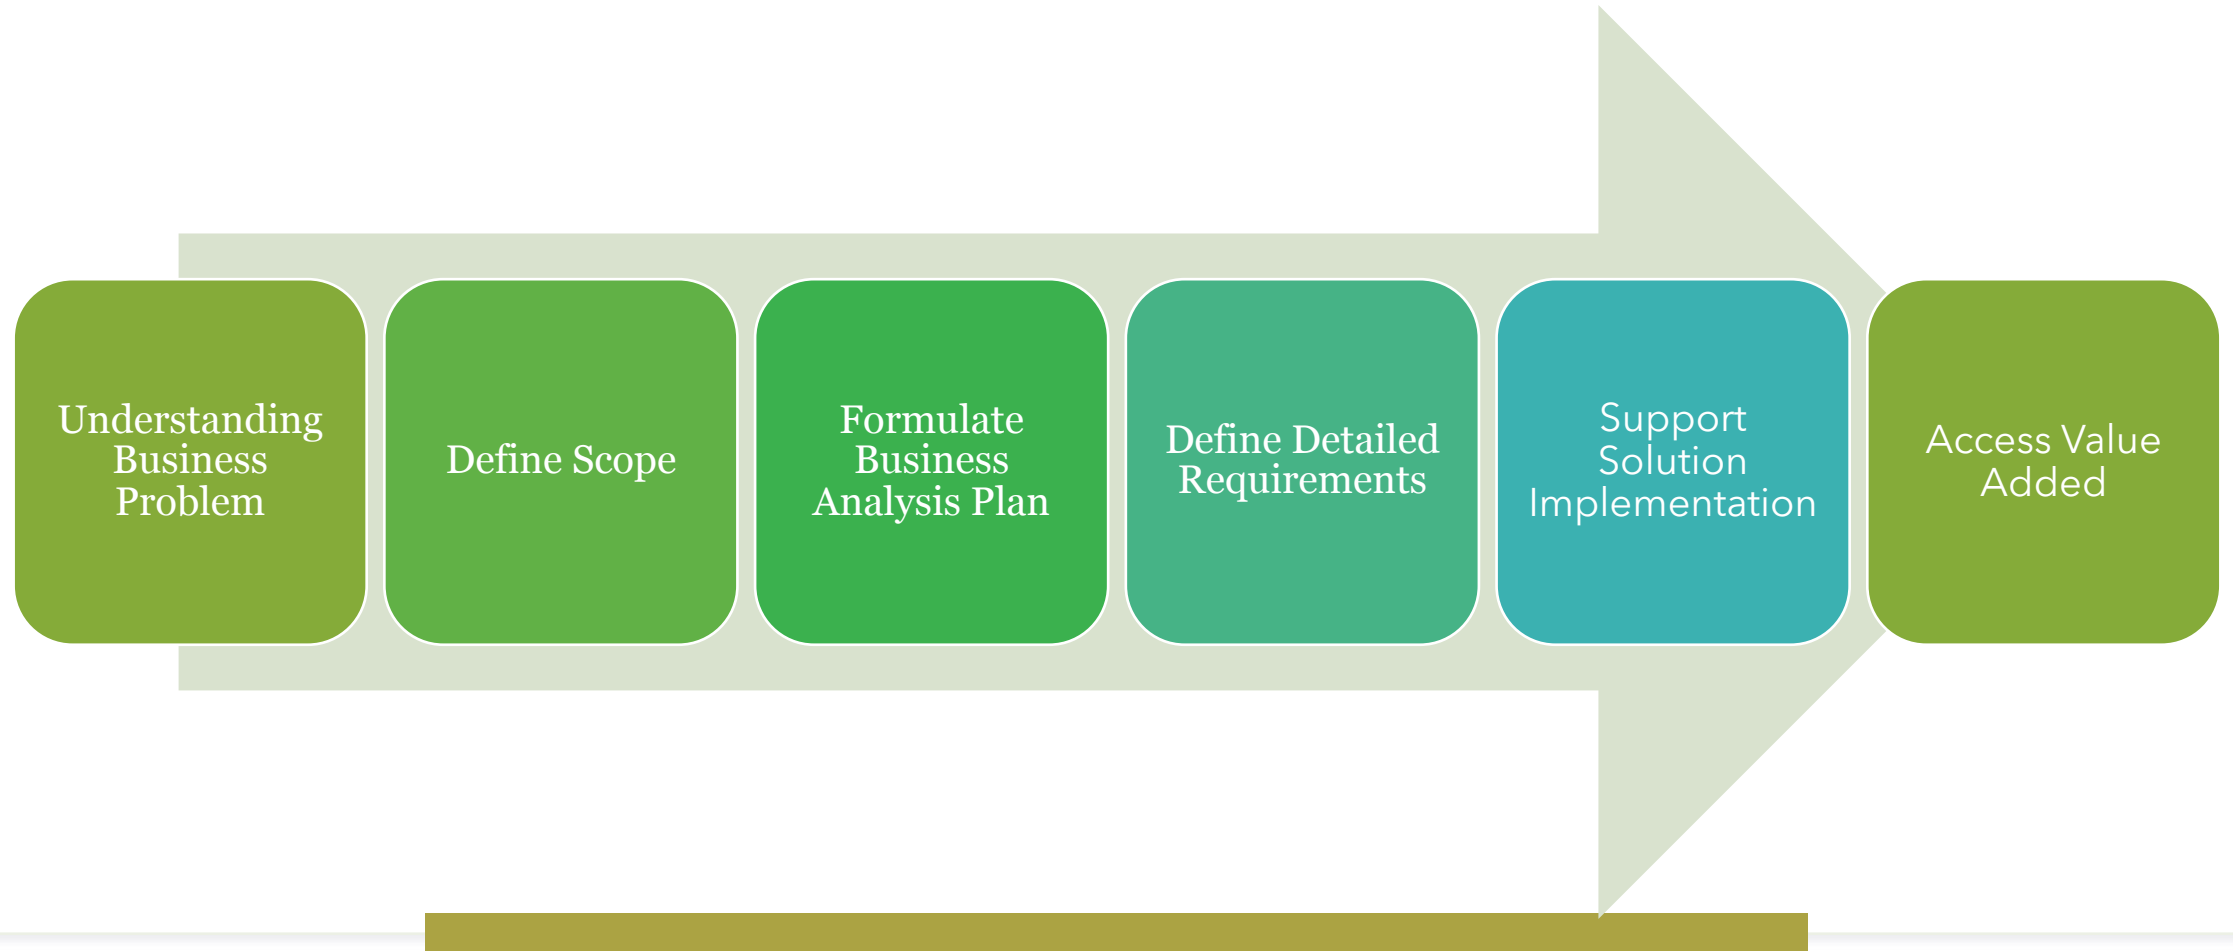 Understanding
Business
Problem
Define Scope
Formulate
Business
Analysis Plan
Define Detailed
Requirements
Support
Solution
Implementation
Access Value
Added